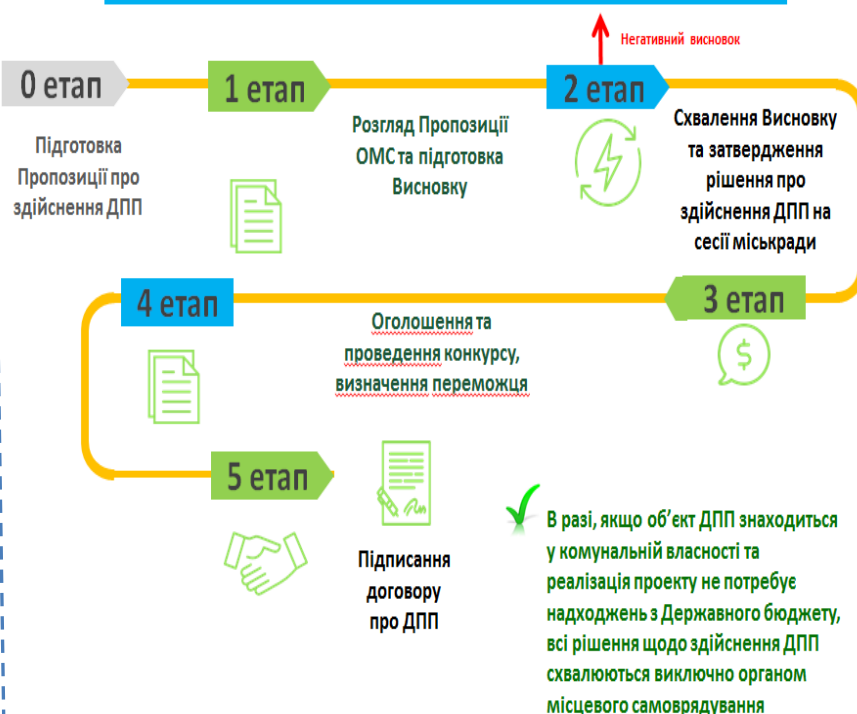 Негативний висновок
0 етап
1 етап
2 етап
Підготовка
Пропозиції про
здійснення ДПП
Розгляд Пропозиції
ОМС та підготовка
Висновку
Схвалення Висновку
та затвердження
рішення про
здійснення ДПП на
сесії міськради
4 етап
3 етап
Оголошення та
проведення конкурсу,
визначення переможця
$
5 етап
Підписання
договору
про ДПП
В разі, якщо об’єкт ДПП знаходиться
у комунальній власності та
реалізація проекту не потребує
надходжень з Державного бюджету,
всі рішення щодо здійснення ДПП
схвалюються виключно органом
місцевого самоврядування